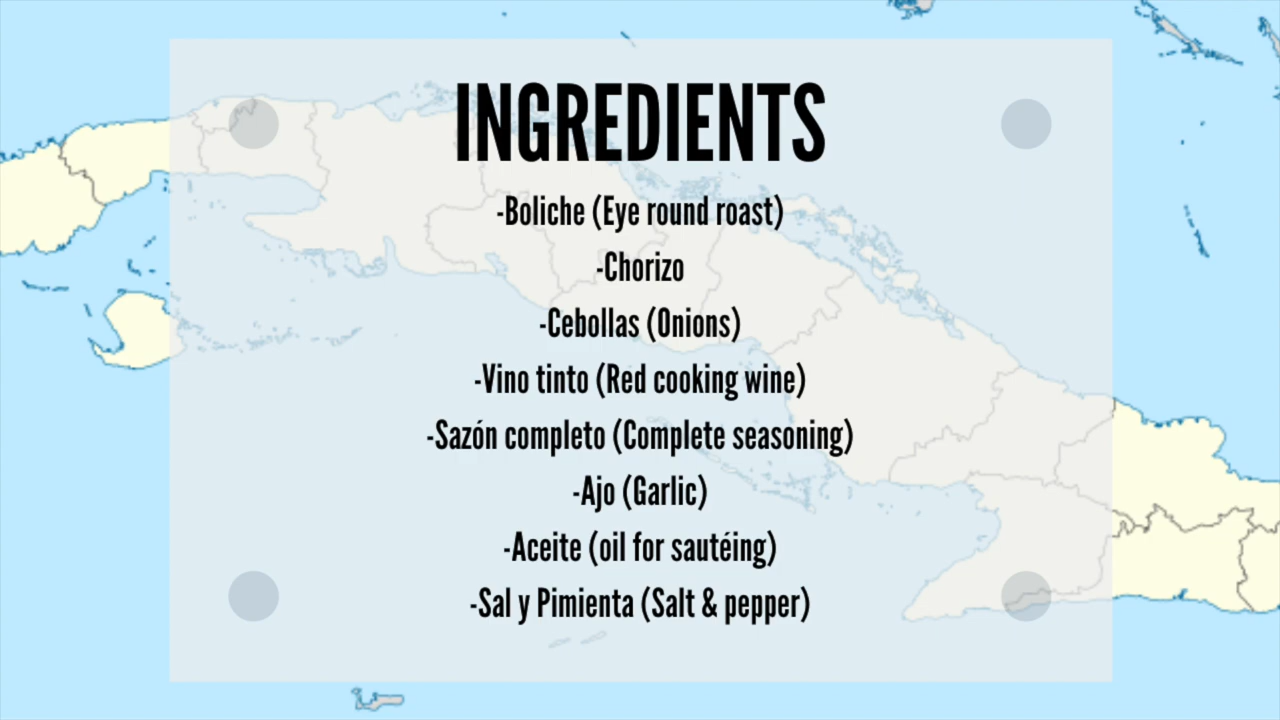 INGREDIENTS
-Boliche (Eye round roast)
-Chorizo
-Cebollas (Onions)
-Vino tinto (Red cooking wine)
-Sazón completo (Complete seasoning)
-Ajo (Garlic)
-Aceite (oil for sautéing)
-Sal y Pimienta (Salt & pepper)